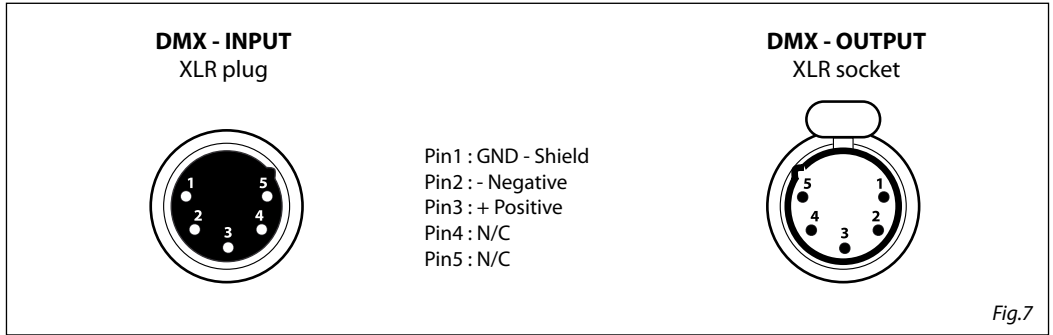 DMX - INPUT
XLR plug
1
5
2
4
3
Pin1 : GND - Shield
Pin2 : - Negative
Pin3 : + Positive
Pin4 : N/C
Pin5 : N/C
DMX - OUTPUT
XLR socket
5
1
4
2
3
Fig.7